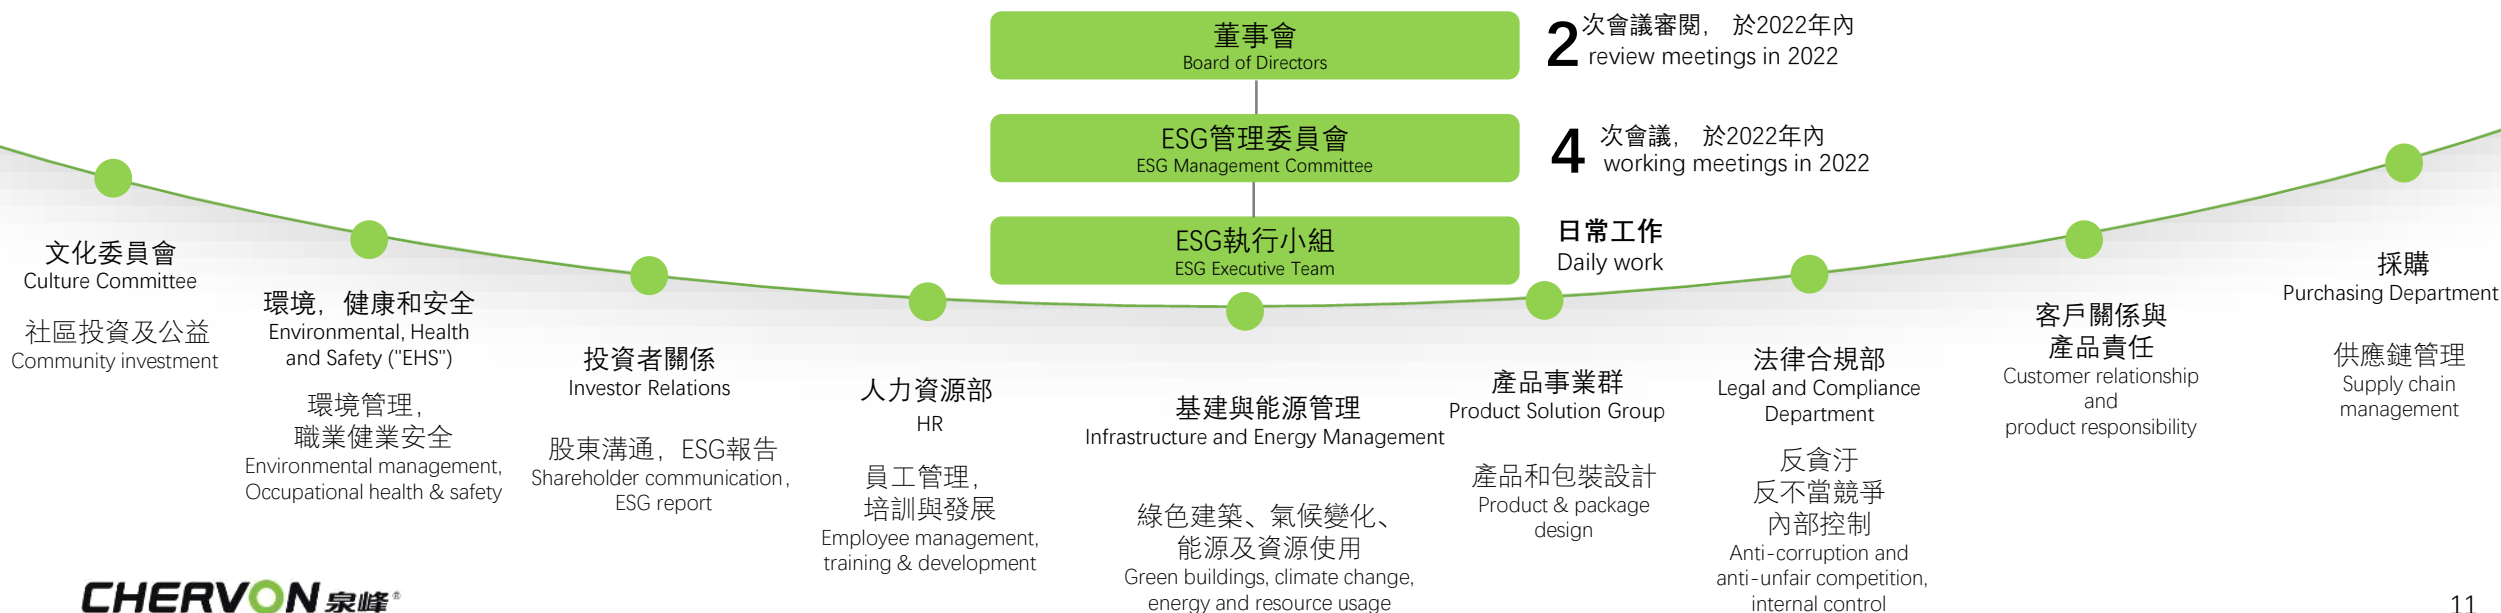 董事會
Board of Directors
2 次會議審閱， 於2022年內
review meetings in 2022
ESG管理委員會
ESG Management Committee
4 次會議， 於2022年內
working meetings in 2022
ESG執行小組
ESG Executive Team
日常工作
Daily work
文化委員會
Culture Committee
社區投資及公益
Community investment
環境，健康和安全
Environmental, Health
and Safety ("EHS")
環境管理，
職業健業安全
Environmental management,
Occupational health & safety
投資者關係
Investor Relations
股東溝通，ESG報告
Shareholder communication,
ESG report
人力資源部
HR
員工管理，
培訓與發展
Employee management,
training & development
基建與能源管理
Infrastructure and Energy Management
綠色建築、氣候變化、
能源及資源使用
Green buildings, climate change,
energy and resource usage
產品事業群
Product Solution Group
產品和包裝設計
Product & package
design
法律合規部
Legal and Compliance
Department
反貪汙
反不當競爭
內部控制
Anti-corruption and
anti-unfair competition,
internal control
客戶關係與
產品責任
Customer relationship
and
product responsibility
採購
Purchasing Department
供應鏈管理
Supply chain
management
CHERVON 泉峰®
11